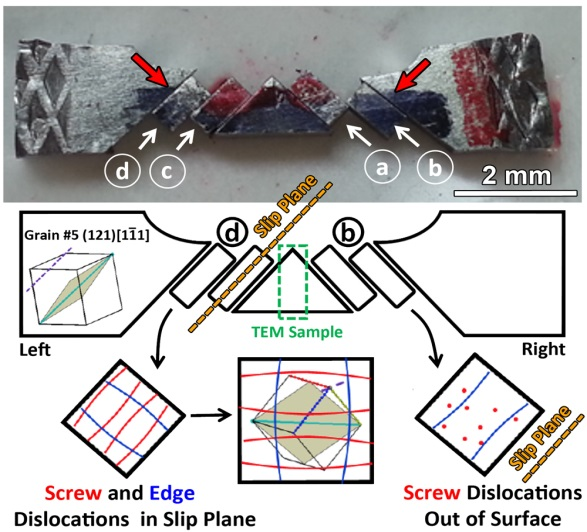 d
c
a
b
2 mm
Grain #5 (121)[11̄1]
d
Slip Plane
b
TEM Sample
Left
Right
Slip Plane
Screw and Edge
Dislocations in Slip Plane
Screw Dislocations
Out of Surface